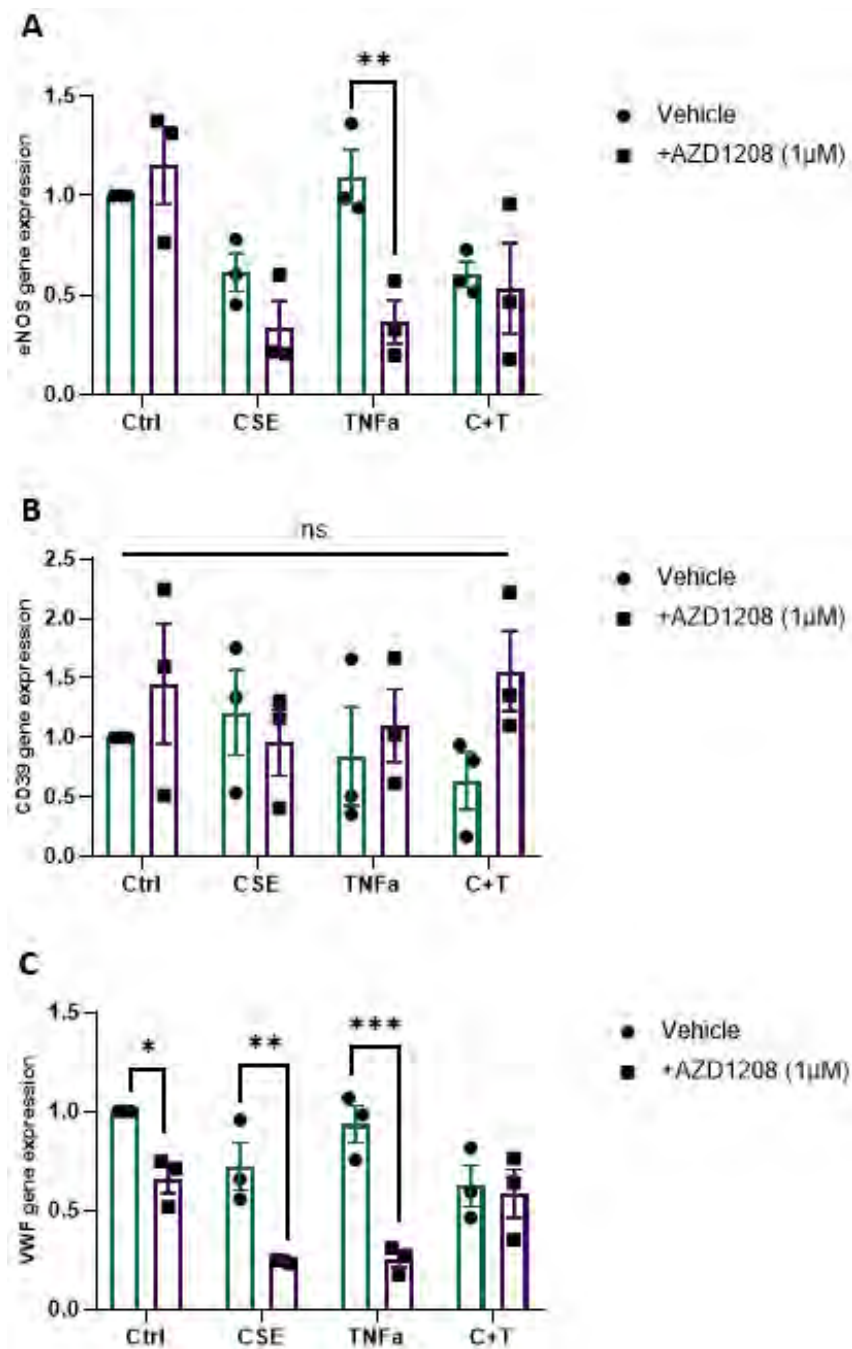 A
**
1.5
1.0
0.5
0.0
eNOS gene expression
Ctrl
CSE
TNFa
C+T
Vehicle
+AZD1208 (1µM)
B
ns
2.5
2.0
1.5
1.0
0.5
0.0
CD39 gene expression
Ctrl
CSE
TNFa
C+T
Vehicle
+AZD1208 (1µM)
C
*
**
***
1.5
1.0
0.5
0.0
VWF gene expression
Ctrl
CSE
TNFa
C+T
Vehicle
+AZD1208 (1µM)